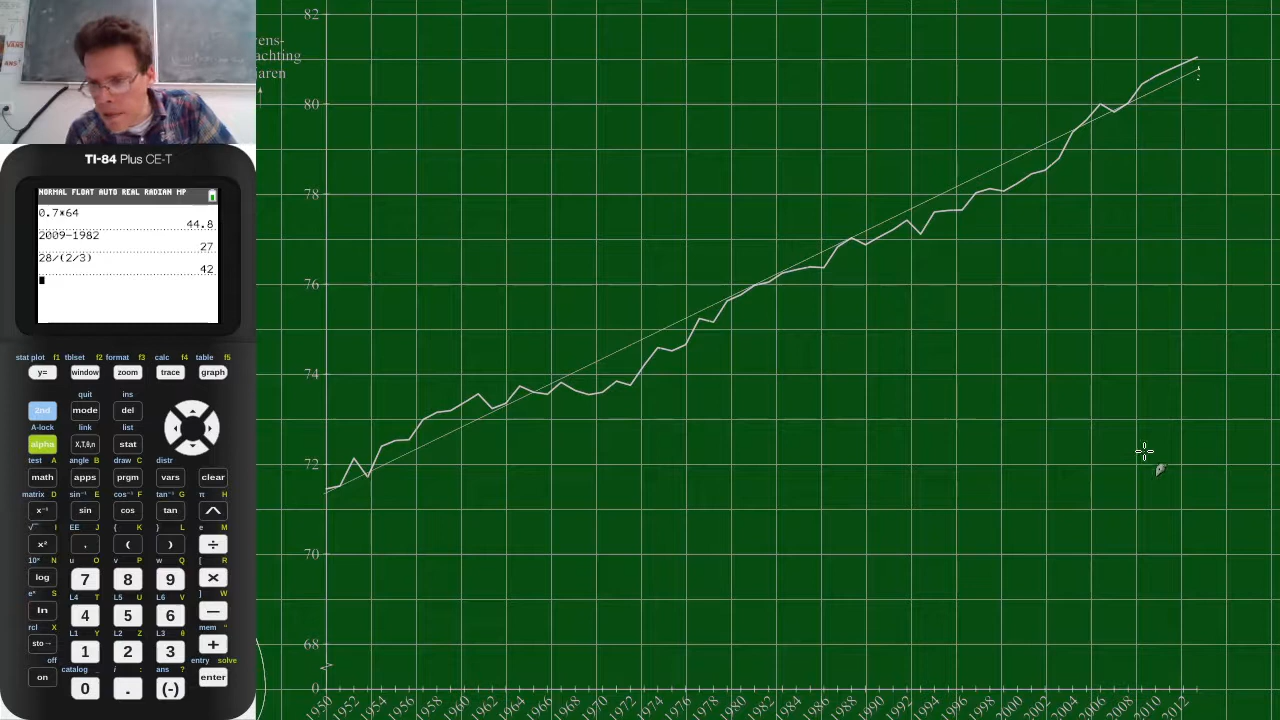 VANS
ANS
TI-84 Plus CE-T
NORMAL FLOAT AUTO REAL RADIAN MP
0.7*64
44.8
2009-1982
27
28/(2/3)
42
stat plot f1 tblset f2 format f3 calc f4 table f5
y= window zoom trace graph
quit ins
2nd mode del
A-lock link list
alpha X,T,θ,n stat
test A angle B draw C distr
math apps prgm vars clear
matrix D sin⁻¹ E cos⁻¹ F tan⁻¹ G π H
x⁻¹ sin cos tan ^
√ I EE J { K } L e M
x² , ( ) ÷
10ˣ N u O v P w Q [ R
log 7 8 9 ×
eˣ S L4 T L5 U L6 V ] W
ln 4 5 6 −
rcl X L1 Y L2 Z L3 θ mem "
sto→ 1 2 3 +
off catalog i : ans ? entry solve
on 0 . (-) enter
rens-
achting
aren
82
80
78
76
74
72
70
68
0
1950 1952 1954 1956 1958 1960 1962 1964 1966 1968 1970 1972 1974 1976 1978 1980 1982 1984 1986 1988 1990 1992 1994 1996 1998 2000 2002 2004 2006 2008 2010 2012